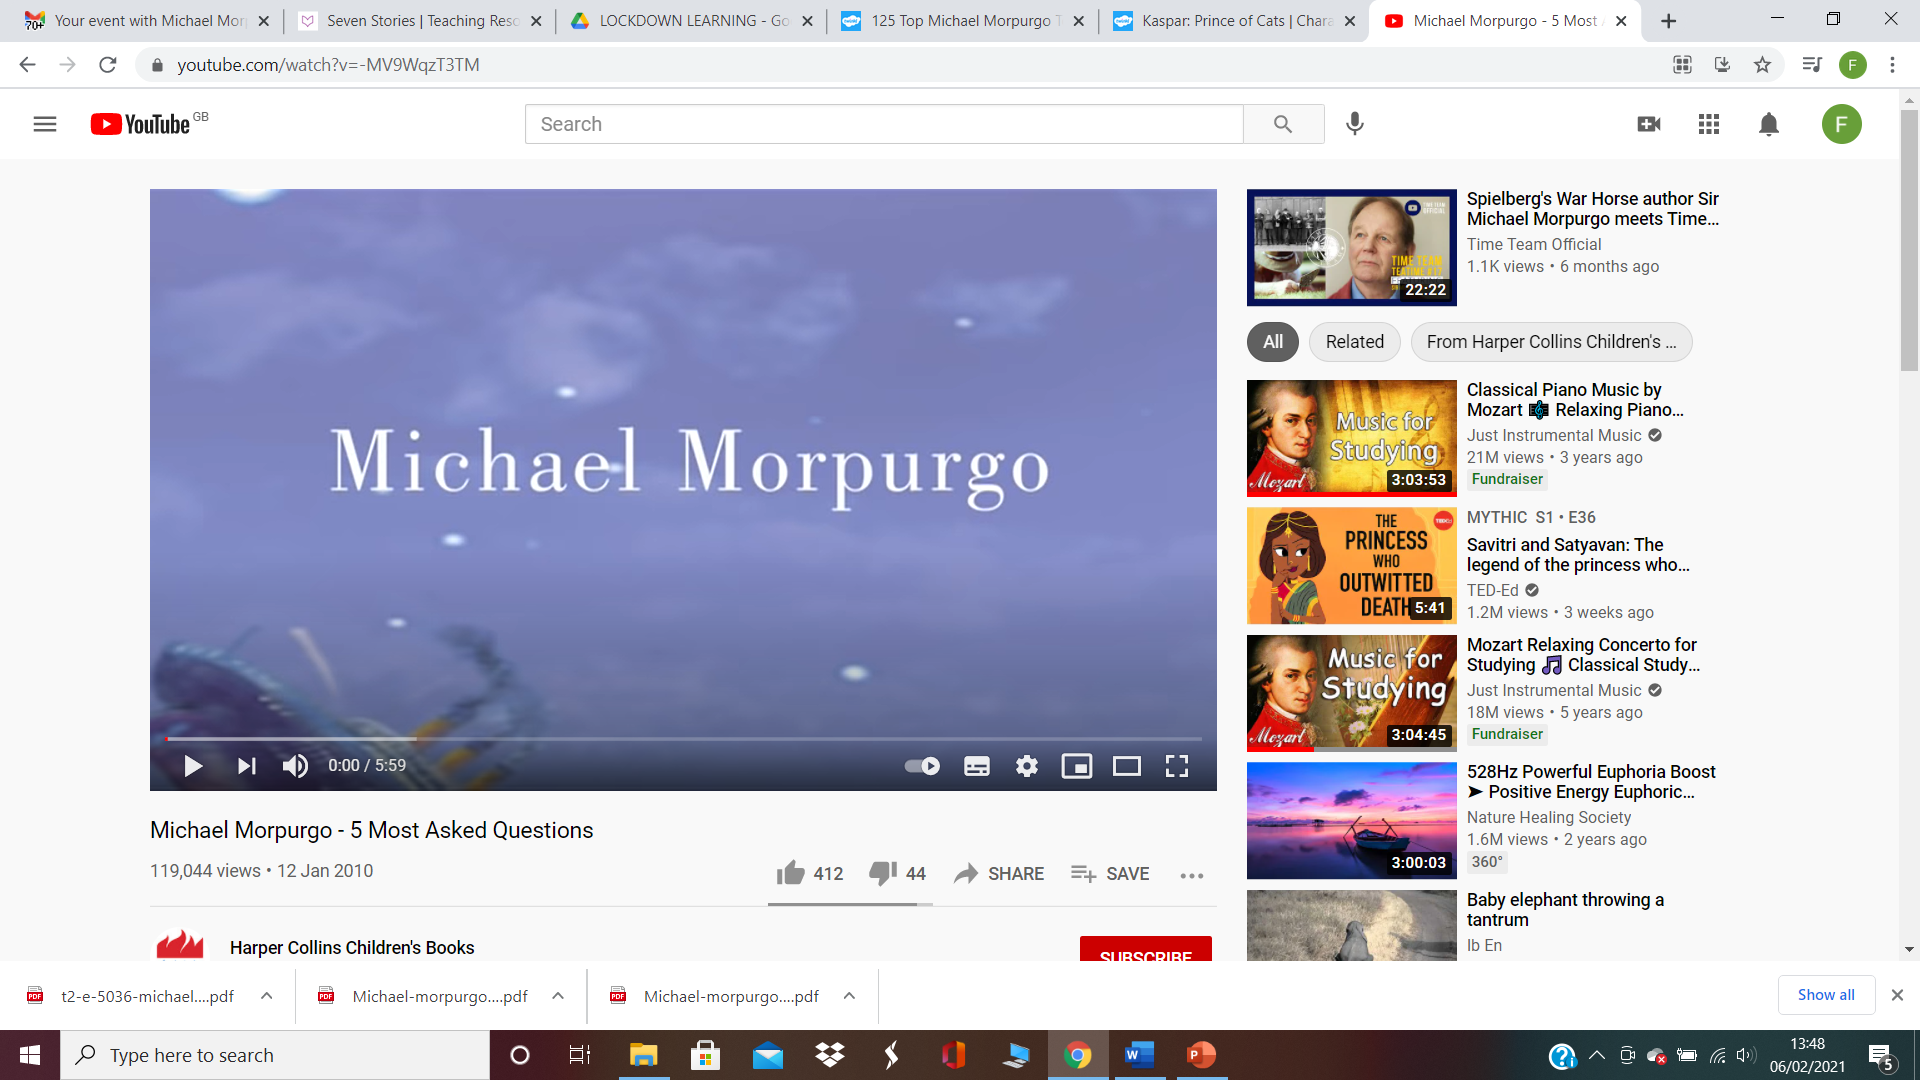 Your event with Michael Mor
Seven Stories | Teaching Reso
LOCKDOWN LEARNING - Go
125 Top Michael Morpurgo T
Kaspar: Prince of Cats | Chara
Michael Morpurgo - 5 Most A
youtube.com/watch?v=-MV9WqzT3TM
F
YouTube GB
Search
F
Michael Morpurgo
0:00 / 5:59
Michael Morpurgo - 5 Most Asked Questions
119,044 views • 12 Jan 2010
412
44
SHARE
SAVE
Harper Collins Children's Books
SUBSCRIBE
TIME TEAM
OFFICIAL
TIME TEAM
TEATIME
22:22
Spielberg's War Horse author Sir
Michael Morpurgo meets Time...
Time Team Official
1.1K views • 6 months ago
All
Related
From Harper Collins Children's ...
Music for
Studying
Mozart
3:03:53
Classical Piano Music by
Mozart 🎼 Relaxing Piano...
Just Instrumental Music
21M views • 3 years ago
Fundraiser
THE
PRINCESS
WHO
OUTWITTED
DEATH
5:41
MYTHIC S1 • E36
Savitri and Satyavan: The
legend of the princess who...
TED-Ed
1.2M views • 3 weeks ago
Music for
Studying
Mozart
3:04:45
Mozart Relaxing Concerto for
Studying 🎵 Classical Study...
Just Instrumental Music
18M views • 5 years ago
Fundraiser
3:00:03
528Hz Powerful Euphoria Boost
➤ Positive Energy Euphoric...
Nature Healing Society
1.6M views • 2 years ago
360°
Baby elephant throwing a
tantrum
Ib En
PDF
t2-e-5036-michael....pdf
PDF
Michael-morpurgo....pdf
PDF
Michael-morpurgo....pdf
Show all
Type here to search
13:48
06/02/2021
5